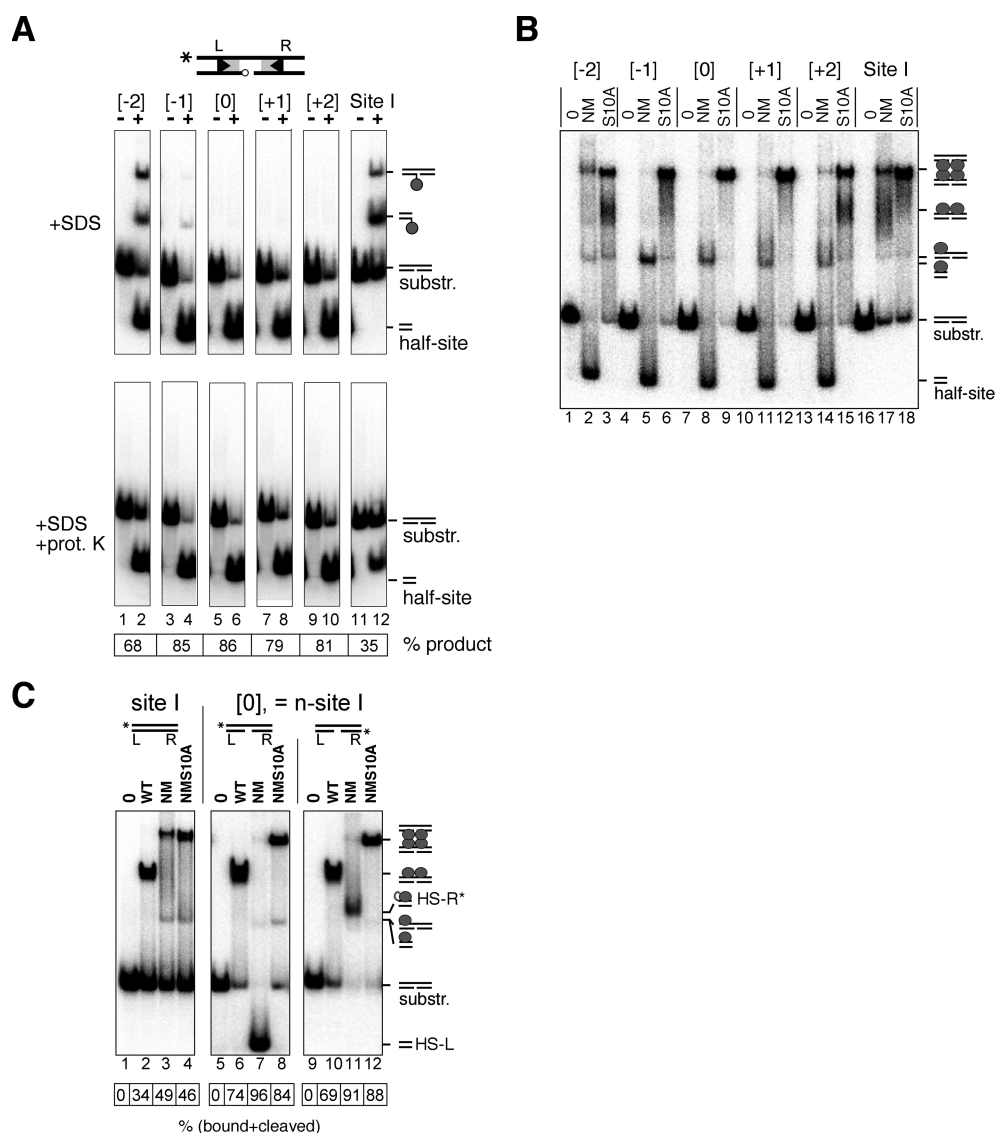 A
L R
*
[-2] [-1] [0] [+1] [+2] Site I
- + - + - + - + - + - +
+SDS
substr.
half-site
+SDS
+prot. K
substr.
half-site
1 2 3 4 5 6 7 8 9 10 11 12
68 85 86 79 81 35 % product
B
[-2] [-1] [0] [+1] [+2] Site I
0 NM S10A 0 NM S10A 0 NM S10A 0 NM S10A 0 NM S10A 0 NM S10A
substr.
half-site
1 2 3 4 5 6 7 8 9 10 11 12 13 14 15 16 17 18
C
site I [0], = n-site I
* * 
L R L R L R *
0 WT NM NMS10A 0 WT NM NMS10A 0 WT NM NMS10A
HS-R*
substr.
HS-L
1 2 3 4 5 6 7 8 9 10 11 12
0 34 49 46 0 74 96 84 0 69 91 88
% (bound+cleaved)